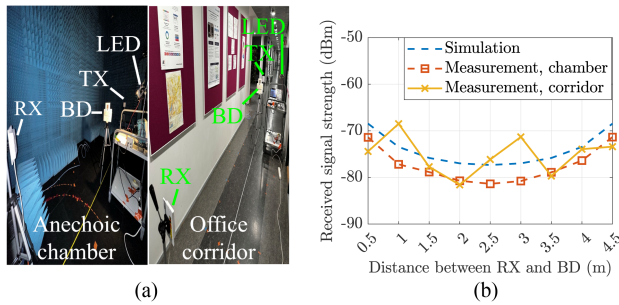 LED
TX
BD
RX
Anechoic
chamber
LED
TX
BD
RX
Office
corridor
(a)
Received signal strength (dBm)
-50
-60
-70
-80
-90
Simulation
Measurement, chamber
Measurement, corridor
0.5
1
1.5
2
2.5
3
3.5
4
4.5
Distance between RX and BD (m)
(b)